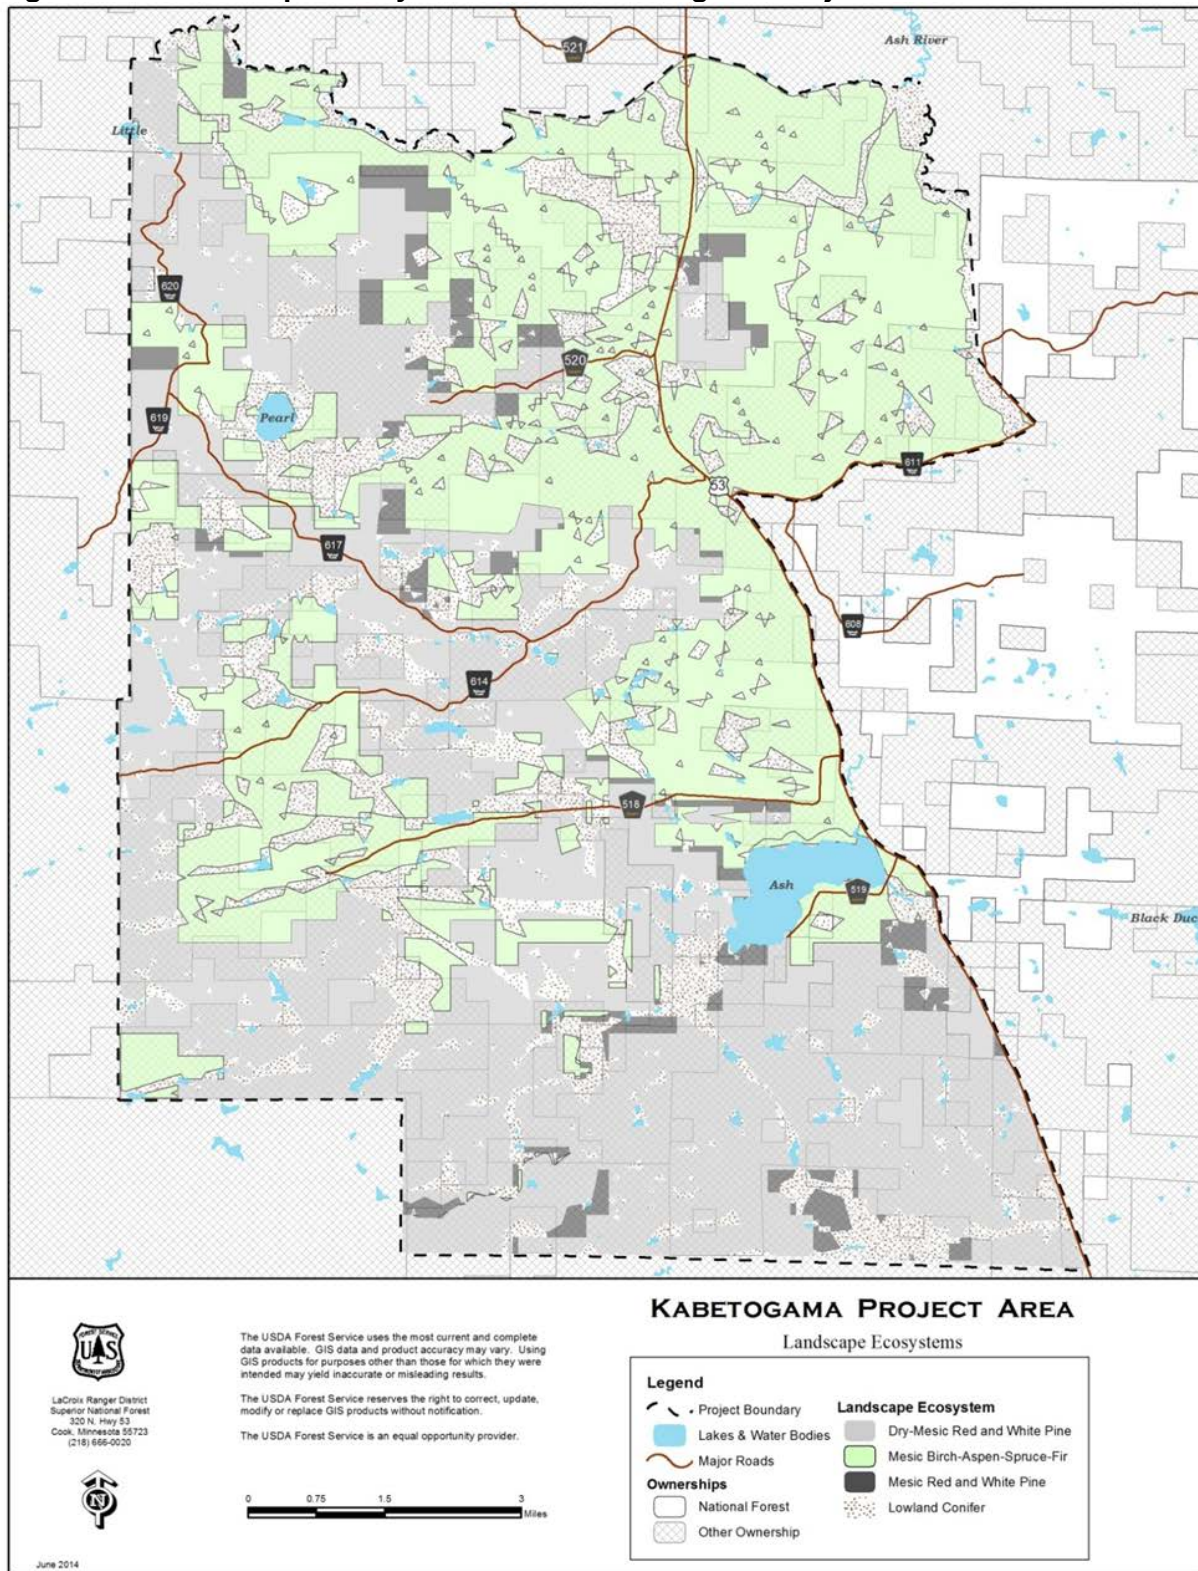 521
Ash River
Little
620
520
619
Pearl
611
53
617
608
614
518
Ash
519
Black Duc
KABETOGAMA PROJECT AREA
Landscape Ecosystems
LaCroix Ranger District
Superior National Forest
320 N. Hwy 53
Cook, Minnesota 55723
(218) 666-0020
N
June 2014
The USDA Forest Service uses the most current and complete
data available. GIS data and product accuracy may vary. Using
GIS products for purposes other than those for which they were
intended may yield inaccurate or misleading results.
The USDA Forest Service reserves the right to correct, update,
modify or replace GIS products without notification.
The USDA Forest Service is an equal opportunity provider.
0 0.75 1.5 3
Miles
Legend
Project Boundary
Lakes & Water Bodies
Major Roads
Ownerships
National Forest
Other Ownership
Landscape Ecosystem
Dry-Mesic Red and White Pine
Mesic Birch-Aspen-Spruce-Fir
Mesic Red and White Pine
Lowland Conifer